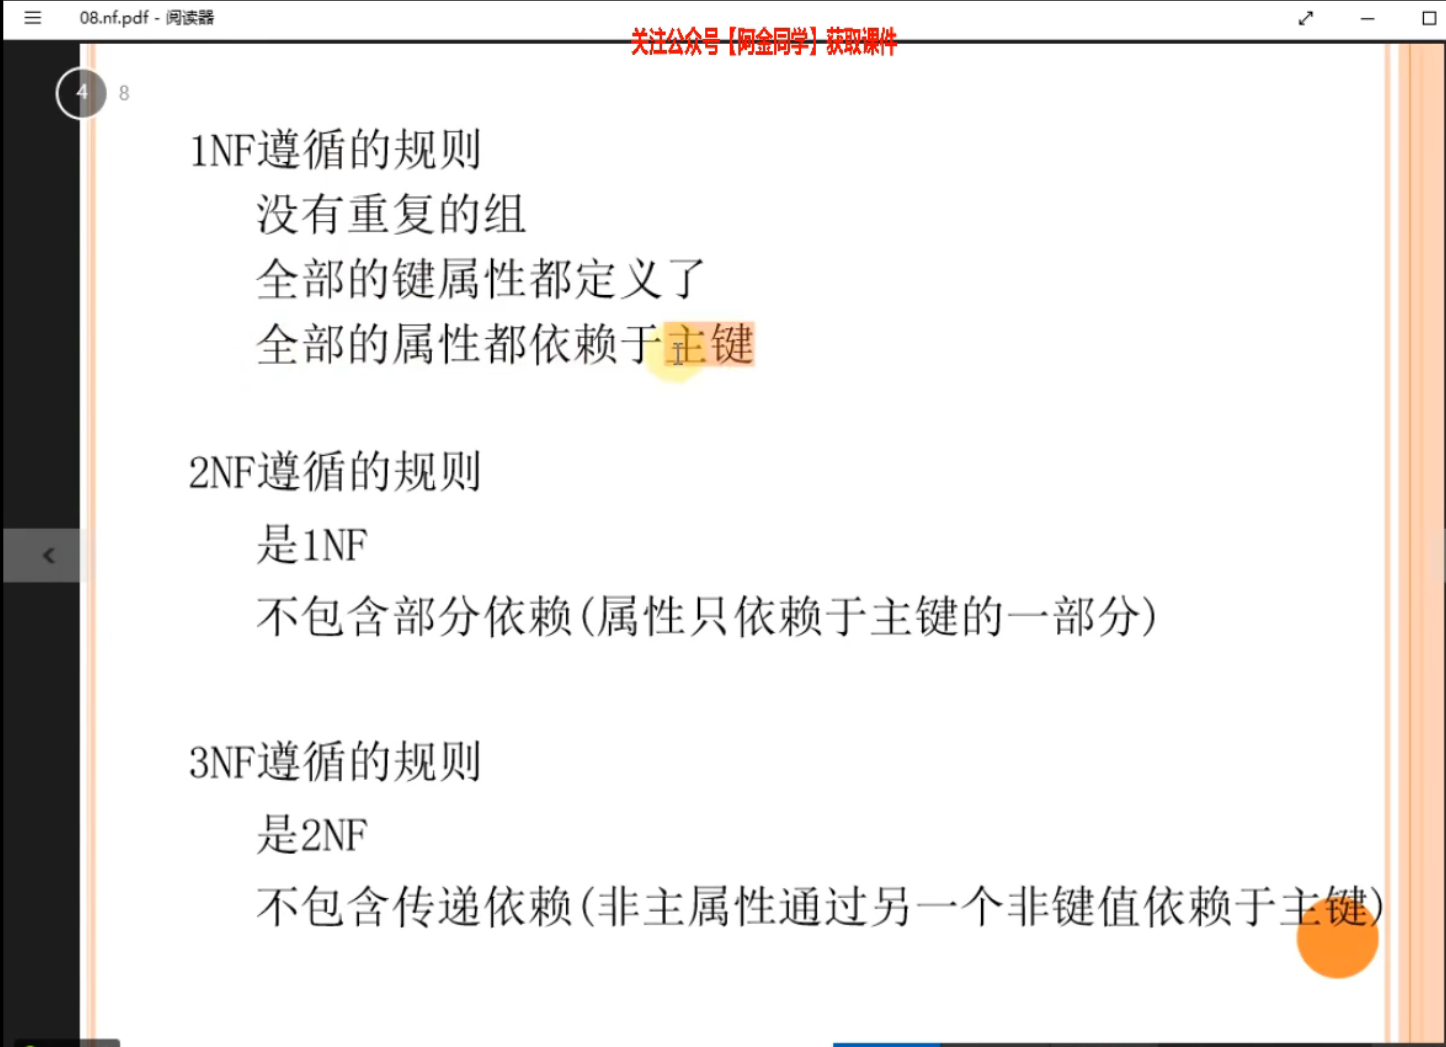 08.nf.pdf - 阅读器
关注公众号【阿金同学】获取课件
4 8
1NF遵循的规则
没有重复的组
全部的键属性都定义了
全部的属性都依赖于主键
2NF遵循的规则
是1NF
不包含部分依赖(属性只依赖于主键的一部分)
3NF遵循的规则
是2NF
不包含传递依赖(非主属性通过另一个非键值依赖于主键)